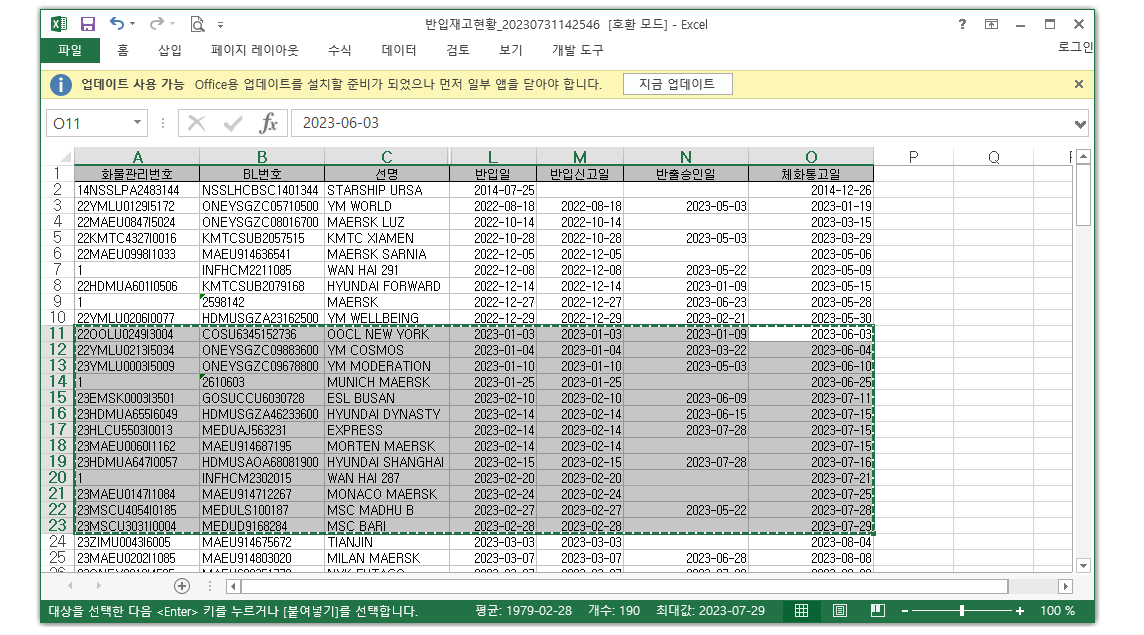 반입재고현황_20230731142546 [호환 모드] - Excel
파일 홈 삽입 페이지 레이아웃 수식 데이터 검토 보기 개발 도구 로그인
업데이트 사용 가능 Office용 업데이트를 설치할 준비가 되었으나 먼저 일부 앱을 닫아야 합니다. 지금 업데이트
O11 fx 2023-06-03
A B C L M N O P Q
1 화물관리번호 BL번호 선명 반입일 반입신고일 반출승인일 체화통고일
2 14NSSLPA2483144 NSSLHCBSC1401344 STARSHIP URSA 2014-07-25 2014-12-26
3 22YMLU0129I5172 ONEYSGZC05710500 YM WORLD 2022-08-18 2022-08-18 2023-05-03 2023-01-19
4 22MAEU0847I5024 ONEYSGZC08016700 MAERSK LUZ 2022-10-14 2022-10-14 2023-03-15
5 22KMTC4327I0016 KMTCSUB2057515 KMTC XIAMEN 2022-10-28 2022-10-28 2023-05-03 2023-03-29
6 22MAEU0998I1033 MAEU914636541 MAERSK SARNIA 2022-12-05 2022-12-05 2023-05-06
7 1 INFHCM2211085 WAN HAI 291 2022-12-08 2022-12-08 2023-05-22 2023-05-09
8 22HDMUA601I0506 KMTCSUB2079168 HYUNDAI FORWARD 2022-12-14 2022-12-14 2023-01-09 2023-05-15
9 1 2598142 MAERSK 2022-12-27 2022-12-27 2023-06-23 2023-05-28
10 22YMLU0206I0077 HDMUSGZA23162500 YM WELLBEING 2022-12-29 2022-12-29 2023-02-21 2023-05-30
11 22OOLU0249I3004 COSU6345152736 OOCL NEW YORK 2023-01-03 2023-01-03 2023-01-09 2023-06-03
12 22YMLU0213I5034 ONEYSGZC09883600 YM COSMOS 2023-01-04 2023-01-04 2023-03-22 2023-06-04
13 23YMLU0003I5009 ONEYSGZC09678800 YM MODERATION 2023-01-10 2023-01-10 2023-05-03 2023-06-10
14 1 2610603 MUNICH MAERSK 2023-01-25 2023-01-25 2023-06-25
15 23EMSK0003I3501 GOSUCCU6030728 ESL BUSAN 2023-02-10 2023-02-10 2023-06-09 2023-07-11
16 23HDMUA655I6049 HDMUSGZA46233600 HYUNDAI DYNASTY 2023-02-14 2023-02-14 2023-06-15 2023-07-15
17 23HLCU5503I0013 MEDUAJ563231 EXPRESS 2023-02-14 2023-02-14 2023-07-28 2023-07-15
18 23MAEU0060I1162 MAEU914687195 MORTEN MAERSK 2023-02-14 2023-02-14 2023-07-15
19 23HDMUA647I0057 HDMUSAOA68081900 HYUNDAI SHANGHAI 2023-02-15 2023-02-15 2023-07-28 2023-07-16
20 1 INFHCM2302015 WAN HAI 287 2023-02-20 2023-02-20 2023-07-21
21 23MAEU0147I1084 MAEU914712267 MONACO MAERSK 2023-02-24 2023-02-24 2023-07-25
22 23MSCU4054I0185 MEDULS100187 MSC MADHU B 2023-02-27 2023-02-27 2023-05-22 2023-07-28
23 23MSCU3031I0004 MEDUD9168284 MSC BARI 2023-02-28 2023-02-28 2023-07-29
24 23ZIMU0043I6005 MAEU914675672 TIANJIN 2023-03-03 2023-03-03 2023-08-04
25 23MAEU0202I1085 MAEU914803020 MILAN MAERSK 2023-03-07 2023-03-07 2023-06-28 2023-08-08
대상을 선택한 다음 <Enter> 키를 누르거나 [붙여넣기]를 선택합니다. 평균: 1979-02-28 개수: 190 최대값: 2023-07-29 100 %